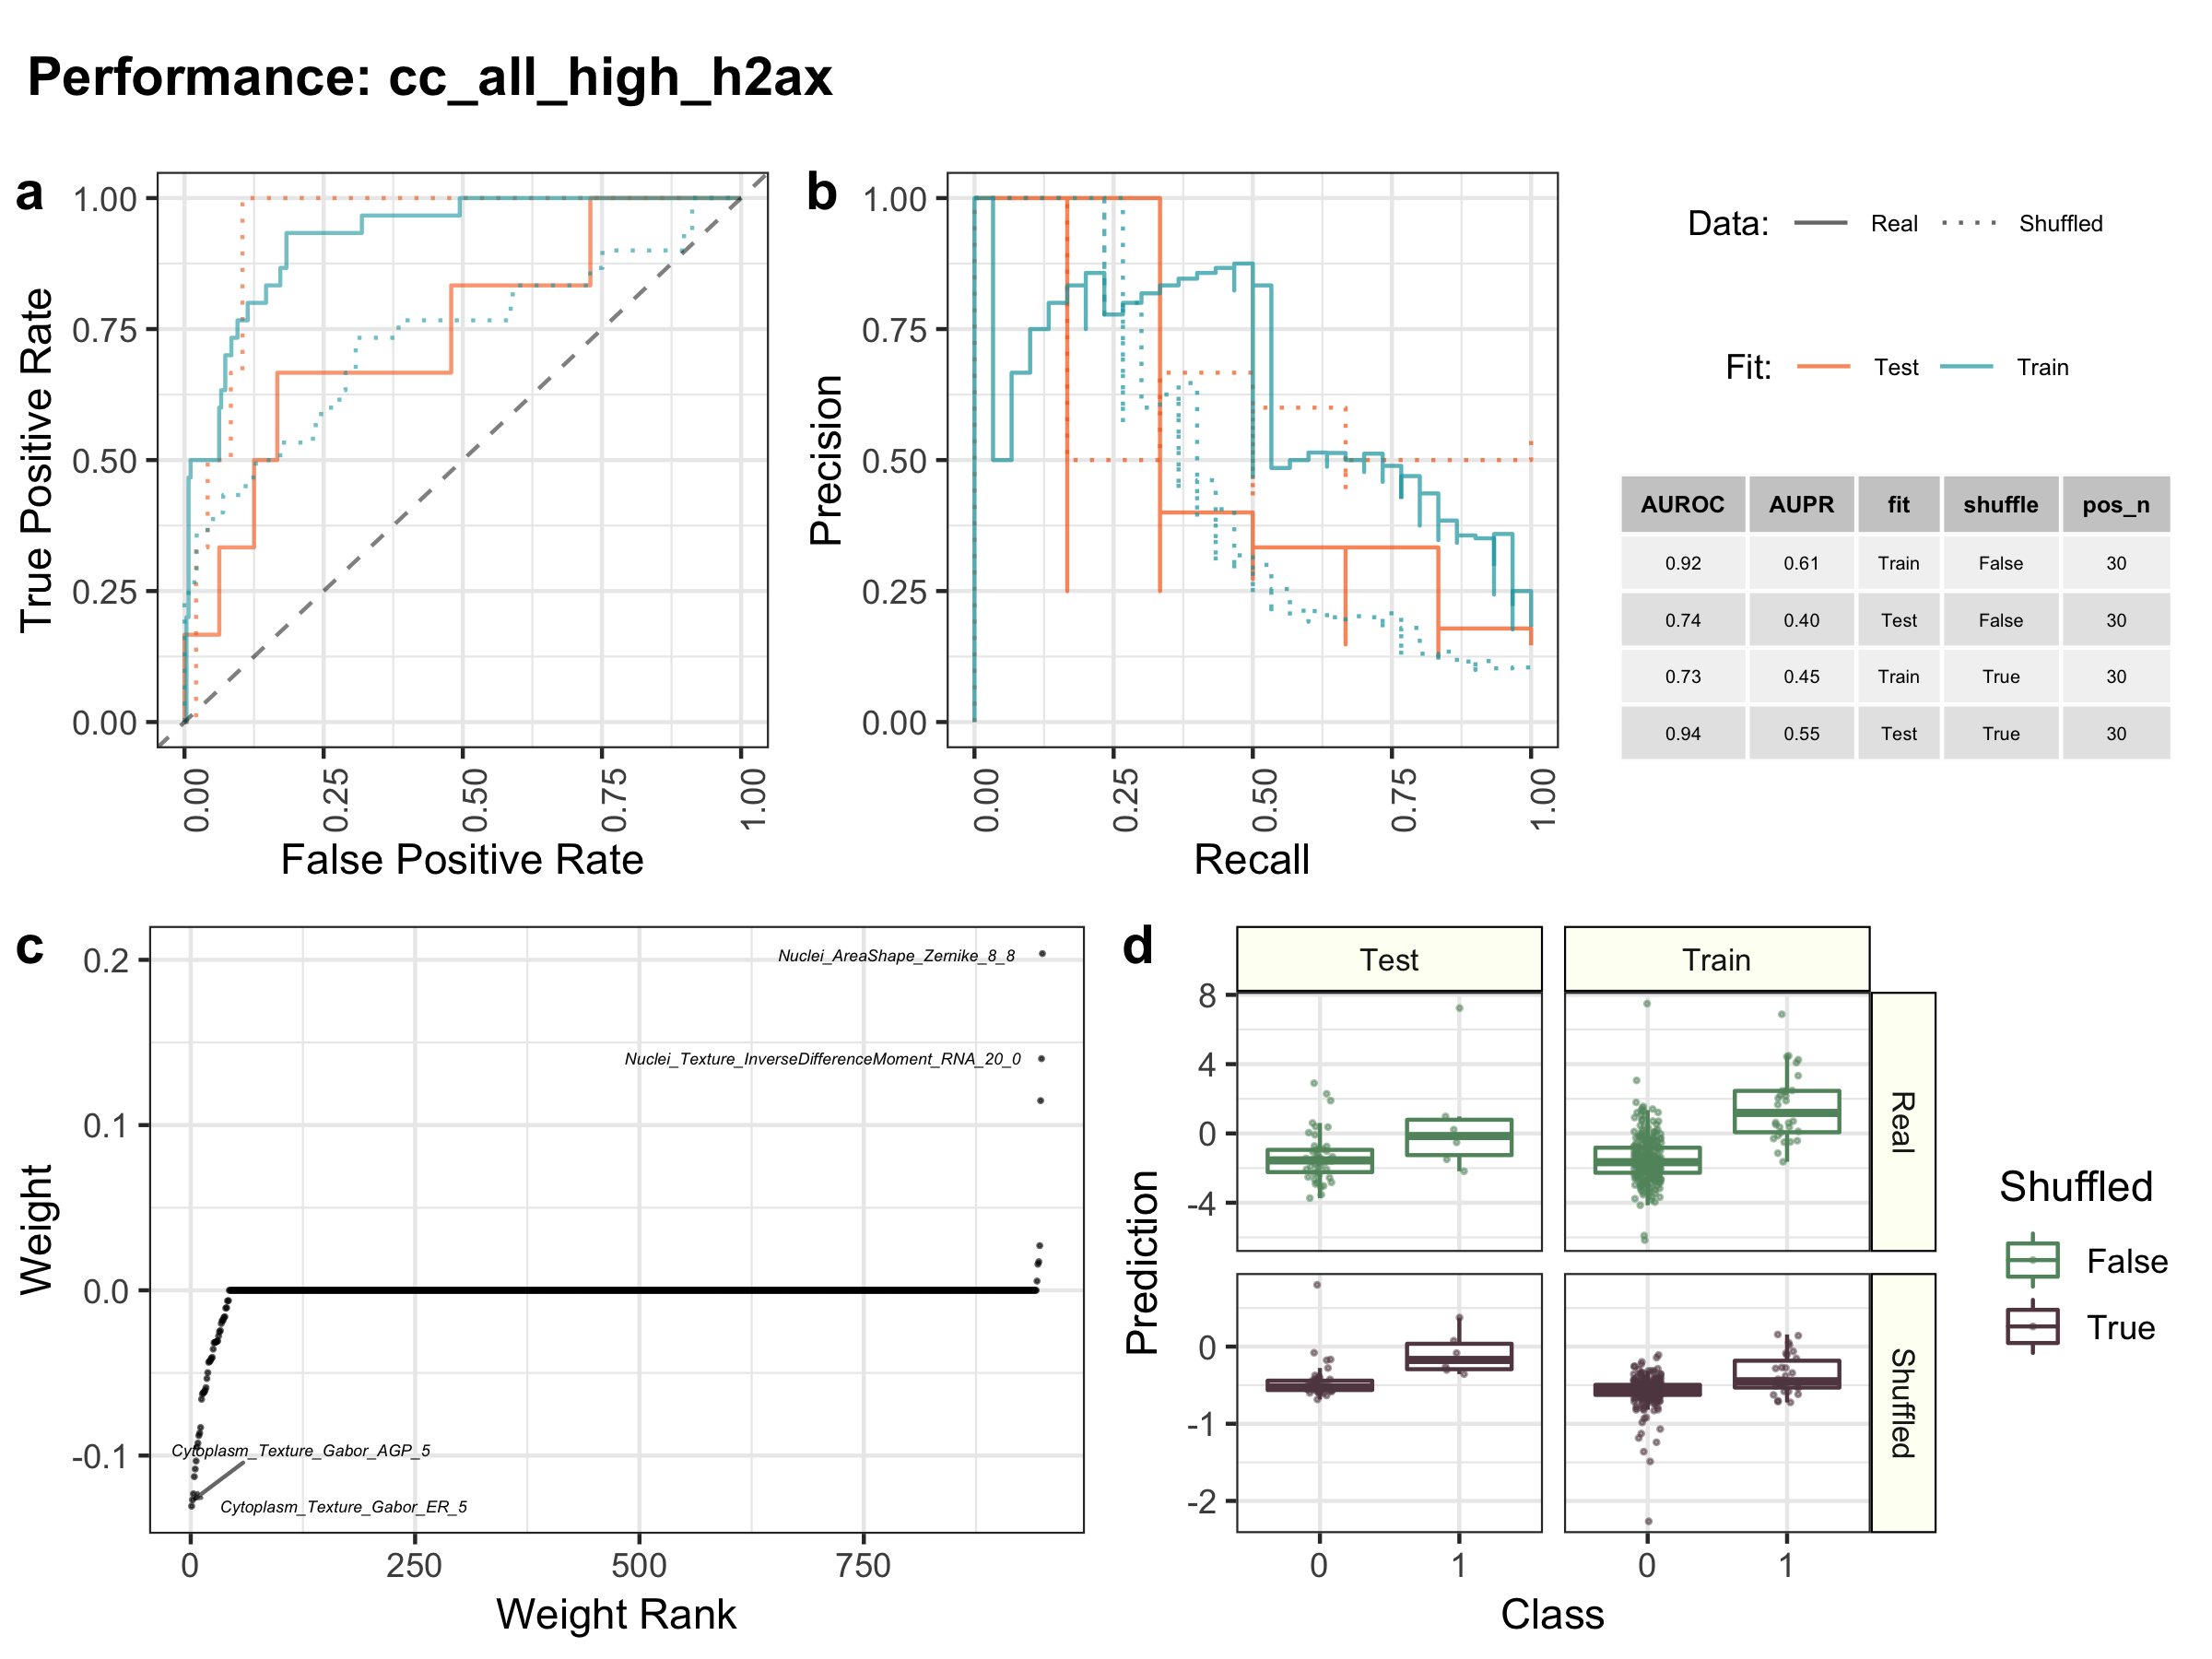 Performance: cc_all_high_h2ax
a
True Positive Rate
1.00
0.75
0.50
0.25
0.00
0.00
0.25
0.50
0.75
1.00
False Positive Rate
b
Precision
1.00
0.75
0.50
0.25
0.00
0.00
0.25
0.50
0.75
1.00
Recall
Data: Real Shuffled
Fit: Test Train
AUROC AUPR fit shuffle pos_n
0.92 0.61 Train False 30
0.74 0.40 Test False 30
0.73 0.45 Train True 30
0.94 0.55 Test True 30
c
Weight
0.2
0.1
0.0
-0.1
Nuclei_AreaShape_Zernike_8_8
Nuclei_Texture_InverseDifferenceMoment_RNA_20_0
Cytoplasm_Texture_Gabor_AGP_5
Cytoplasm_Texture_Gabor_ER_5
0 250 500 750
Weight Rank
d
Test Train
Prediction
8
4
0
-4
Real
0
-1
-2
Shuffled
0 1 0 1
Class
Shuffled
False
True